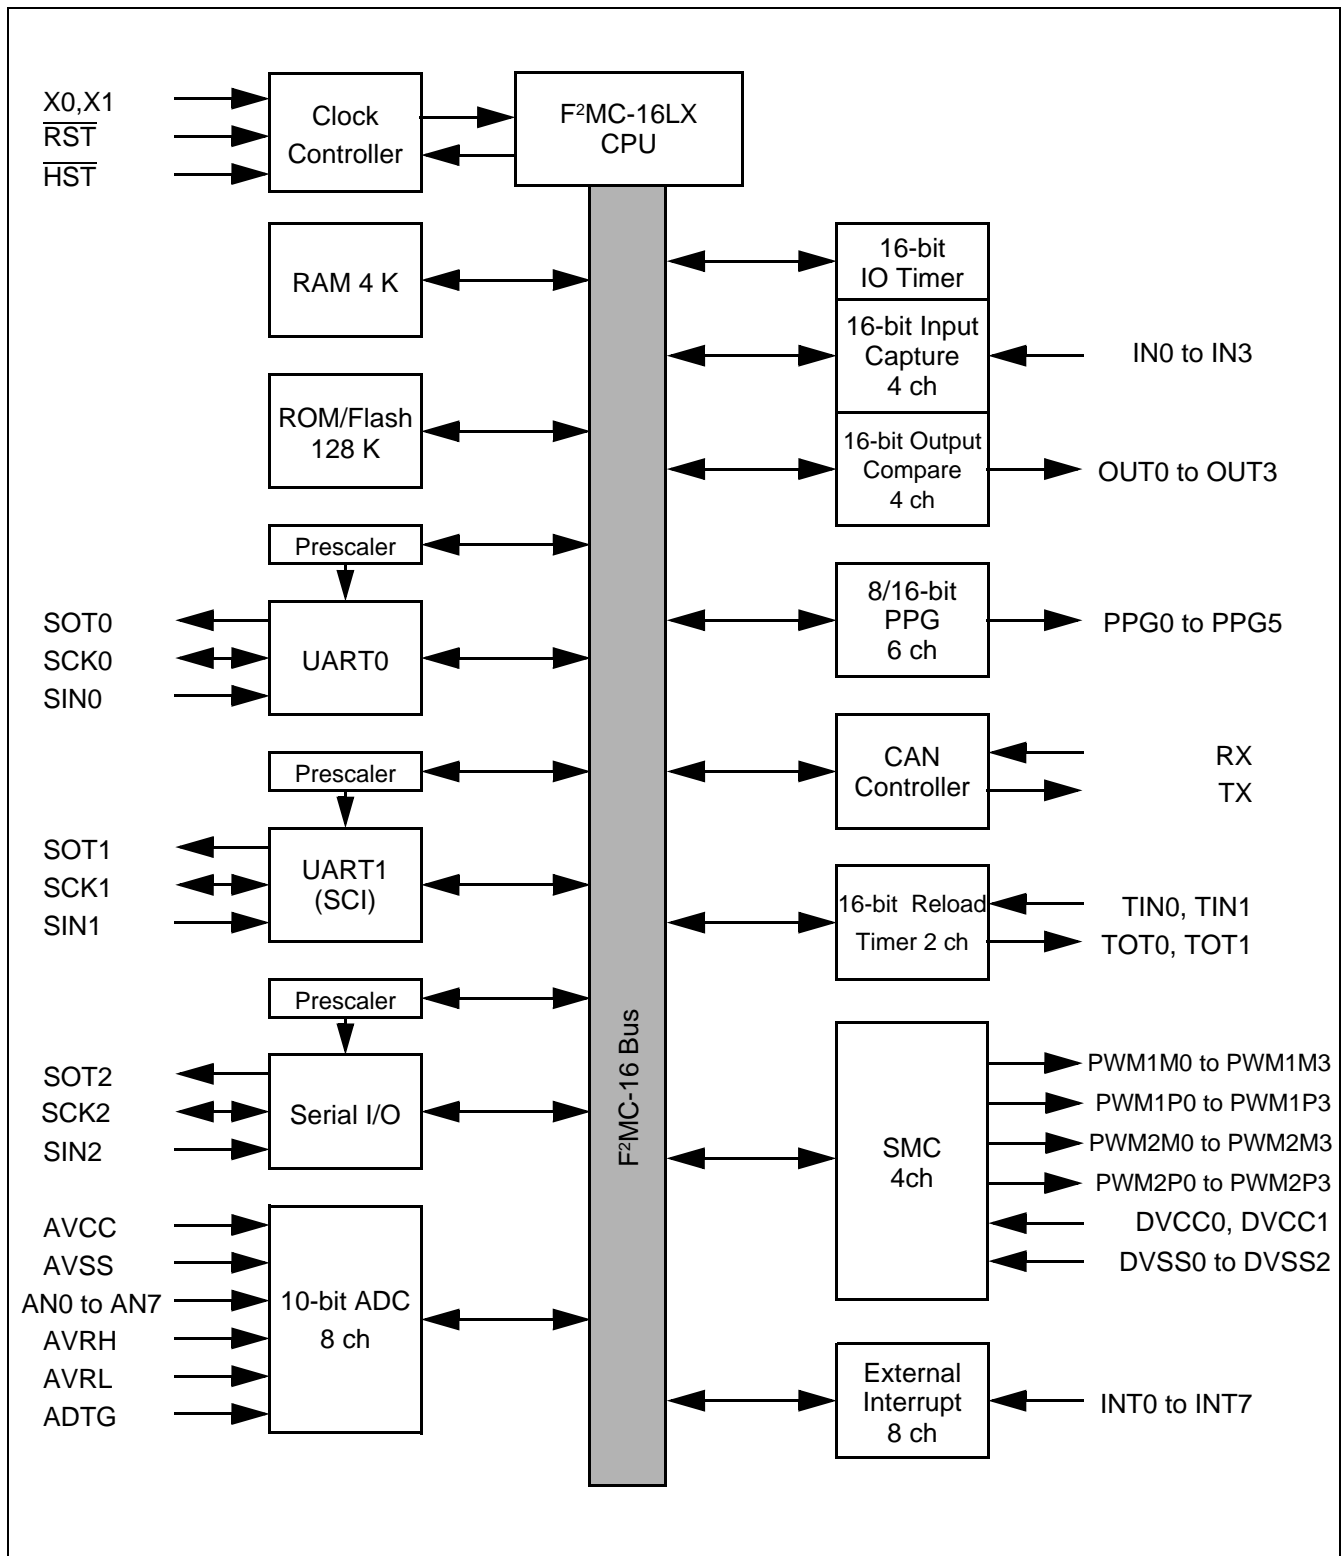 X0,X1
RST
HST
Clock
Controller
F²MC-16LX
CPU
RAM 4 K
ROM/Flash
128 K
Prescaler
SOT0
SCK0
SIN0
UART0
Prescaler
SOT1
SCK1
SIN1
UART1
(SCI)
Prescaler
SOT2
SCK2
SIN2
Serial I/O
AVCC
AVSS
AN0 to AN7
AVRH
AVRL
ADTG
10-bit ADC
8 ch
F²MC-16 Bus
16-bit
IO Timer
16-bit Input
Capture
4 ch
IN0 to IN3
16-bit Output
Compare
4 ch
OUT0 to OUT3
8/16-bit
PPG
6 ch
PPG0 to PPG5
CAN
Controller
RX
TX
16-bit Reload
Timer 2 ch
TIN0, TIN1
TOT0, TOT1
SMC
4ch
PWM1M0 to PWM1M3
PWM1P0 to PWM1P3
PWM2M0 to PWM2M3
PWM2P0 to PWM2P3
DVCC0, DVCC1
DVSS0 to DVSS2
External
Interrupt
8 ch
INT0 to INT7